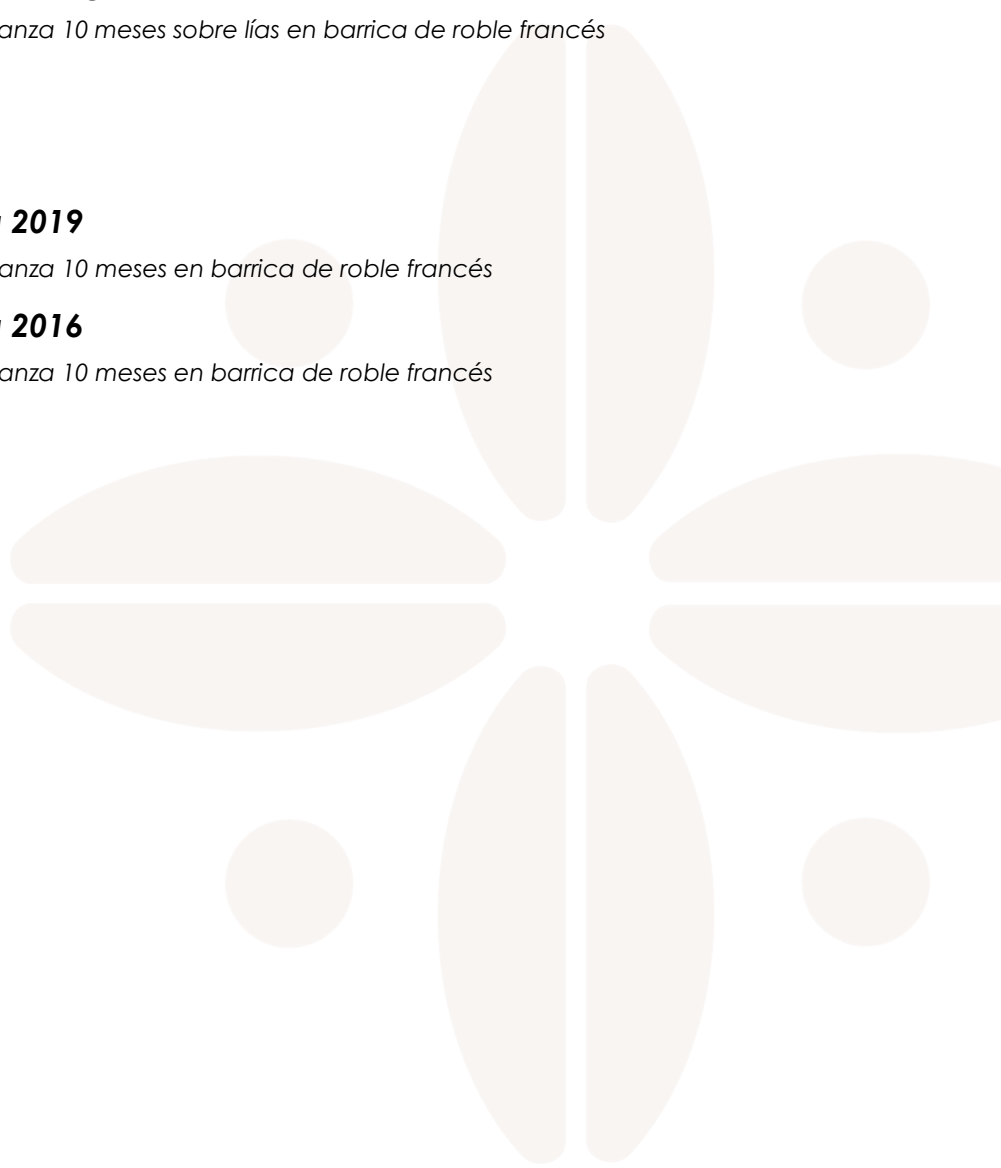 anza 10 meses sobre lías en barrica de roble francés
2019
anza 10 meses en barrica de roble francés
2016
anza 10 meses en barrica de roble francés